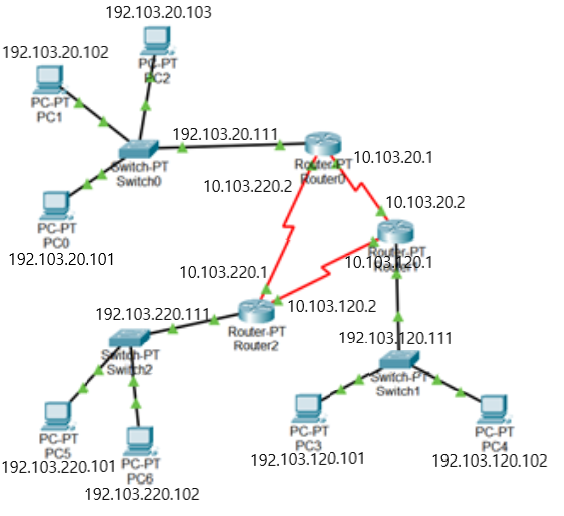 192.103.20.103
192.103.20.102
PC-PT
PC2
PC-PT
PC1
192.103.20.111
Switch-PT
Switch0
Router-PT
Router0
10.103.20.1
10.103.220.2
10.103.20.2
PC-PT
PC0
192.103.20.101
Router-PT
10.103.120.1
10.103.220.1
10.103.120.2
192.103.220.111
Router-PT
Router2
Switch-PT
Switch2
192.103.120.111
Switch-PT
Switch1
PC-PT
PC5
192.103.220.101
PC-PT
PC6
192.103.220.102
PC-PT
PC3
192.103.120.101
PC-PT
PC4
192.103.120.102